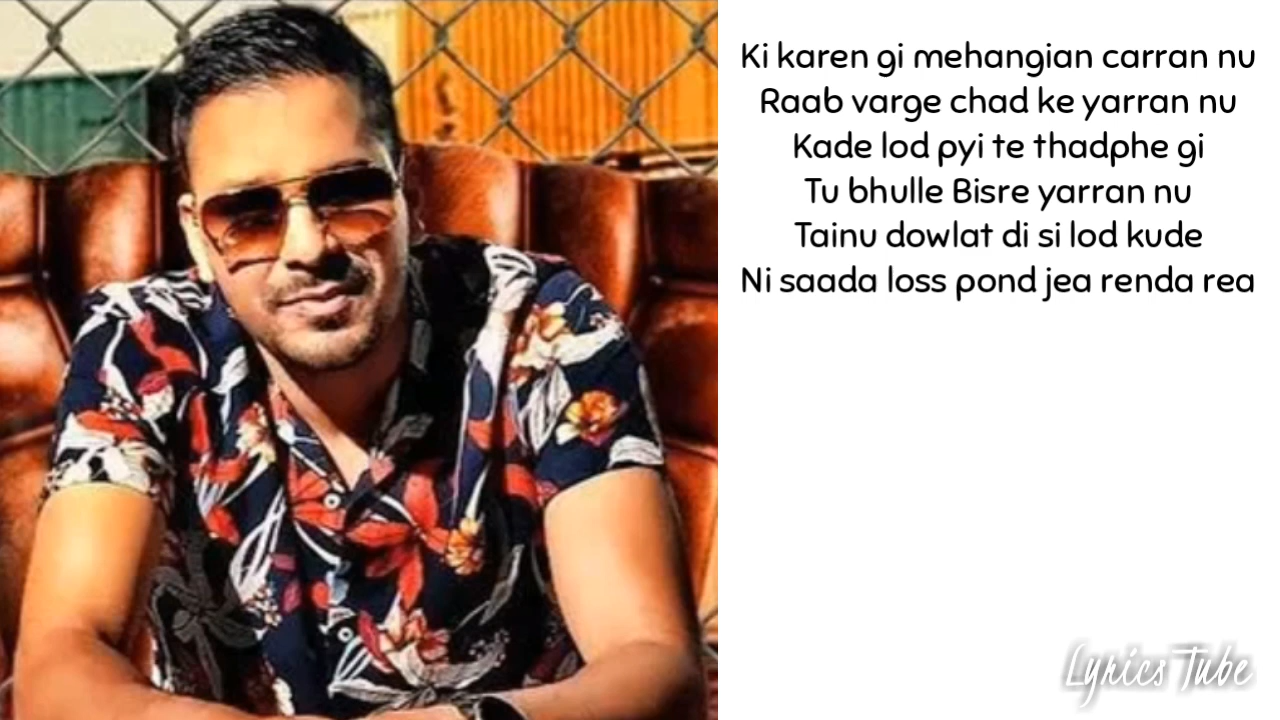 Ki karen gi mehangian carran nu
Raab varge chad ke yarran nu
Kade lod pyi te thadphe gi
Tu bhulle Bisre yarran nu
Tainu dowlat di si lod kude
Ni saada loss pond jea renda rea
Lyrics Tube